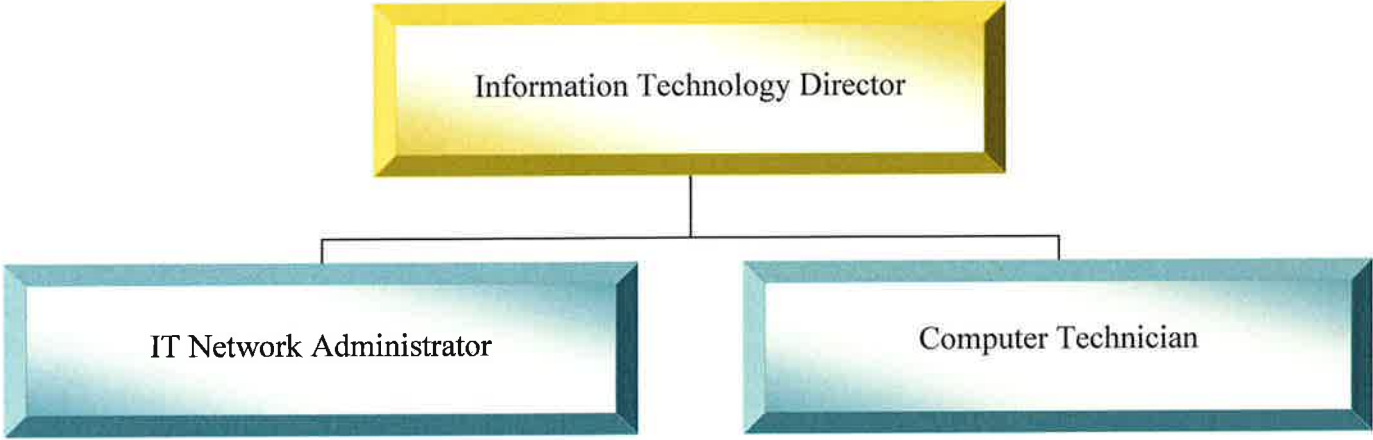 Information Technology Director
IT Network Administrator
Computer Technician